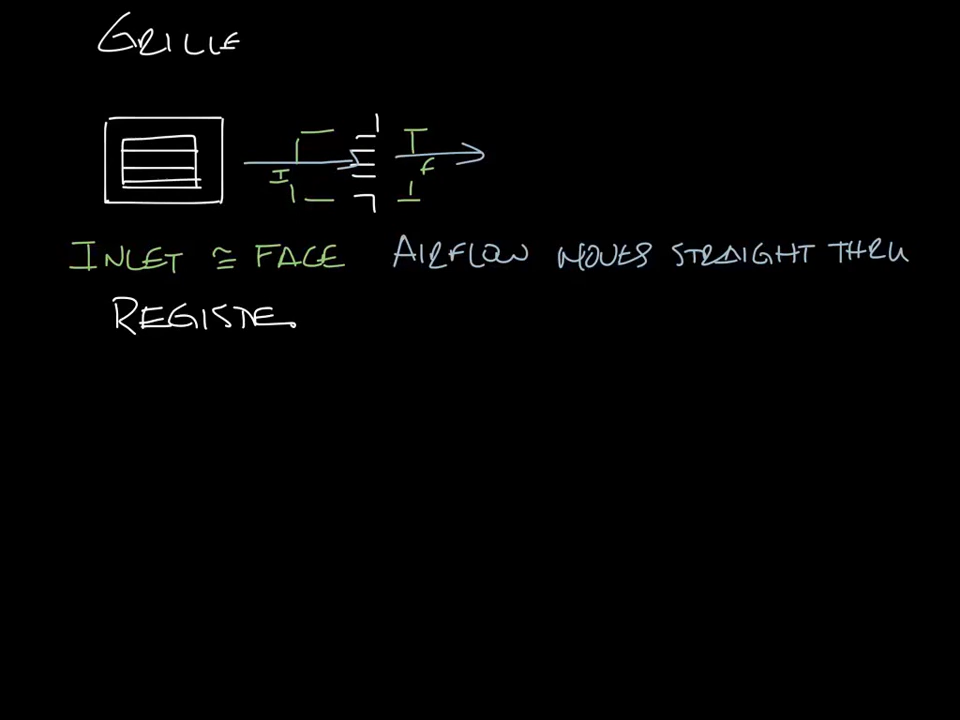 GRILLE
I F
INLET ≅ FACE AIRFLOW MOVES STRAIGHT THRU
REGISTE